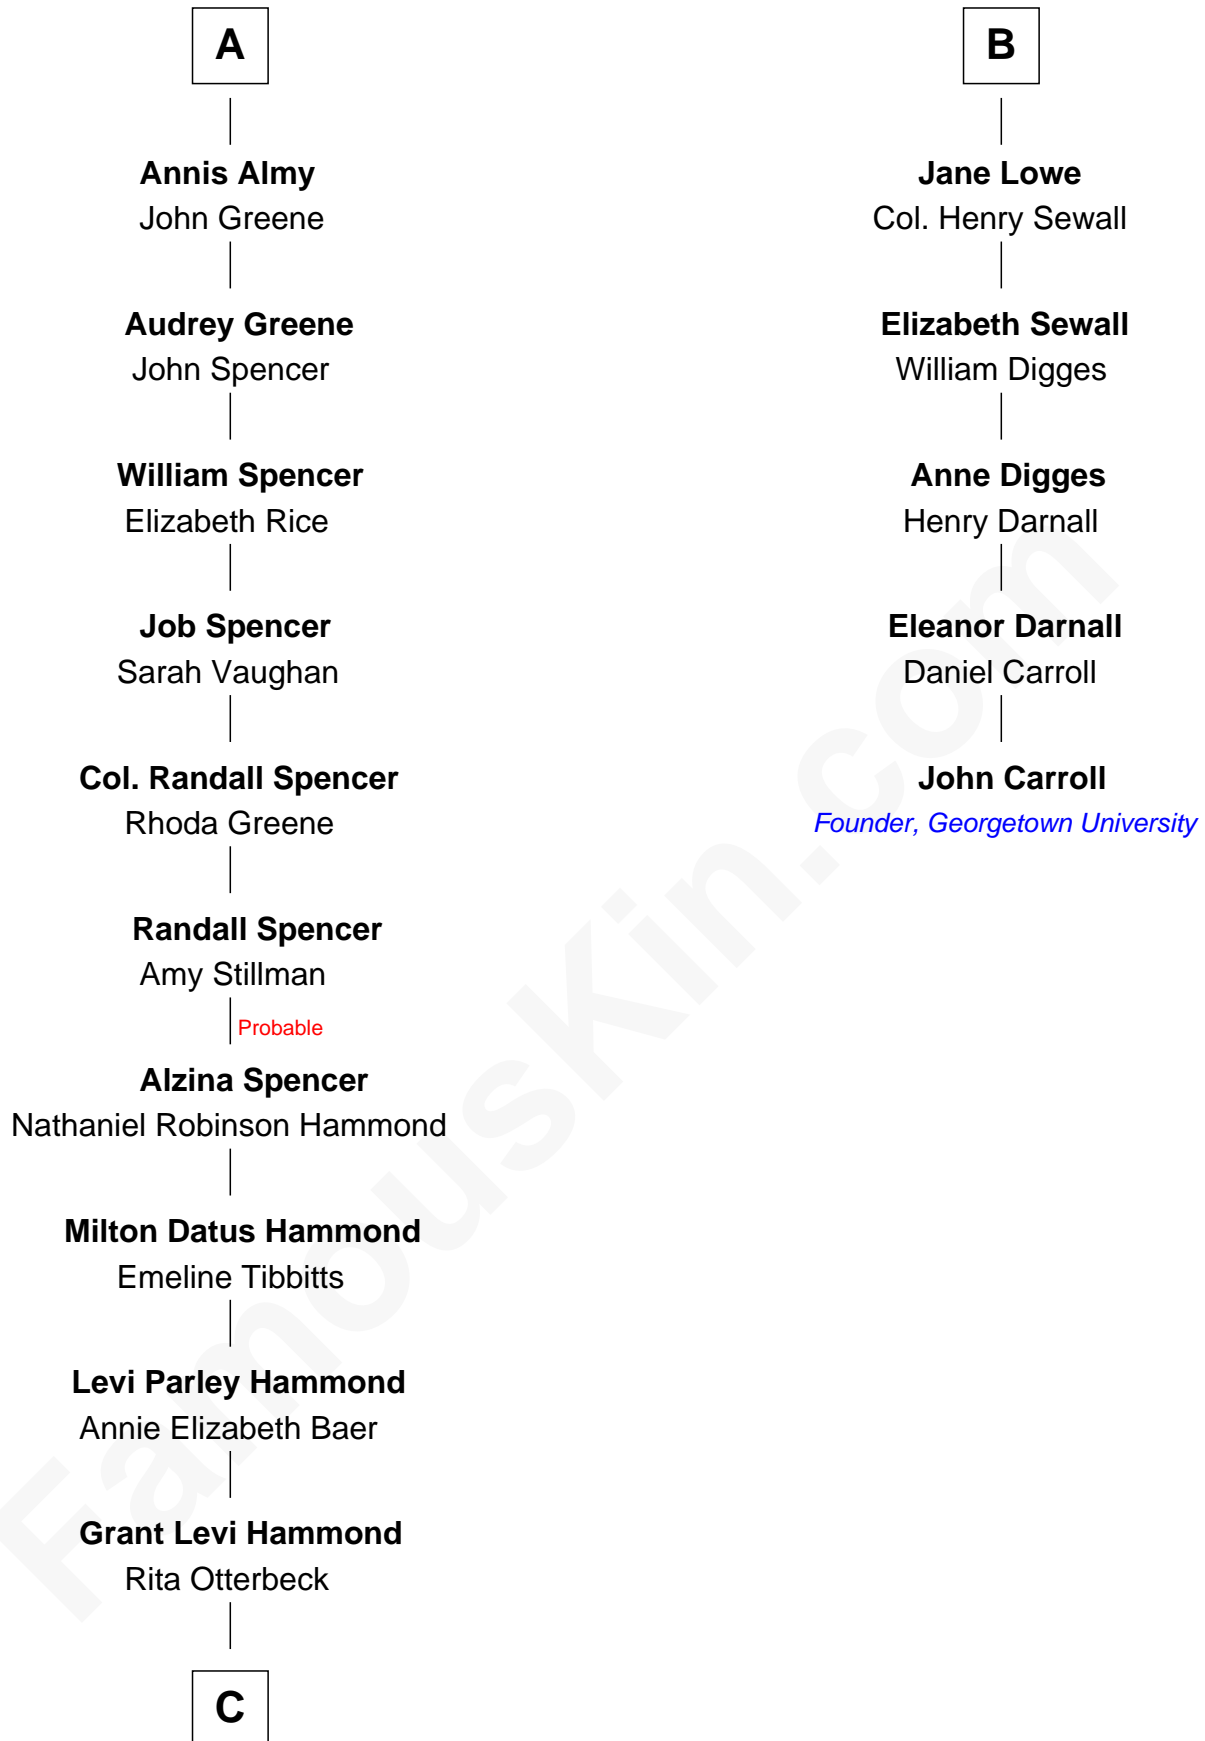 A
Annis Almy
John Greene
Audrey Greene
John Spencer
William Spencer
Elizabeth Rice
Job Spencer
Sarah Vaughan
Col. Randall Spencer
Rhoda Greene
Randall Spencer
Amy Stillman
Probable
Alzina Spencer
Nathaniel Robinson Hammond
Milton Datus Hammond
Emeline Tibbitts
Levi Parley Hammond
Annie Elizabeth Baer
Grant Levi Hammond
Rita Otterbeck
C
B
Jane Lowe
Col. Henry Sewall
Elizabeth Sewall
William Digges
Anne Digges
Henry Darnall
Eleanor Darnall
Daniel Carroll
John Carroll
Founder, Georgetown University
FamousKin.com